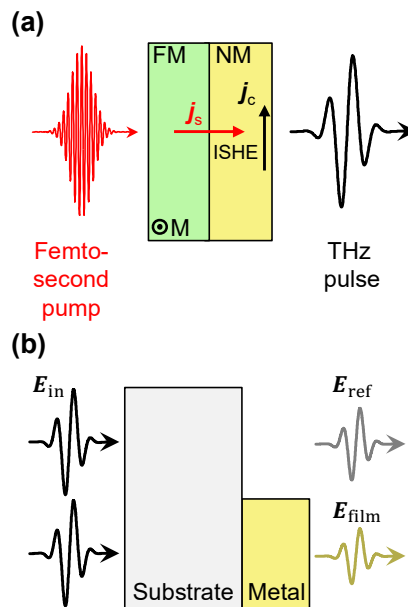 (a)
FM NM
j_s
j_c
ISHE
⊙M
Femto-
second
pump
THz
pulse
(b)
E_in
E_ref
E_film
Substrate Metal